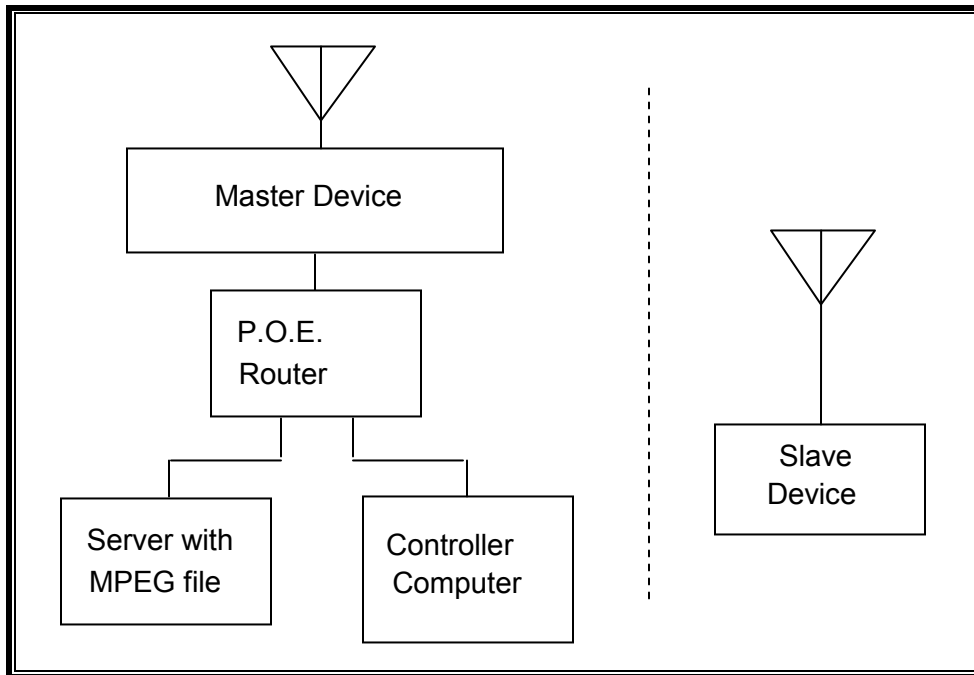 Master Device
P.O.E.
Router
Server with
MPEG file
Controller
Computer
Slave
Device